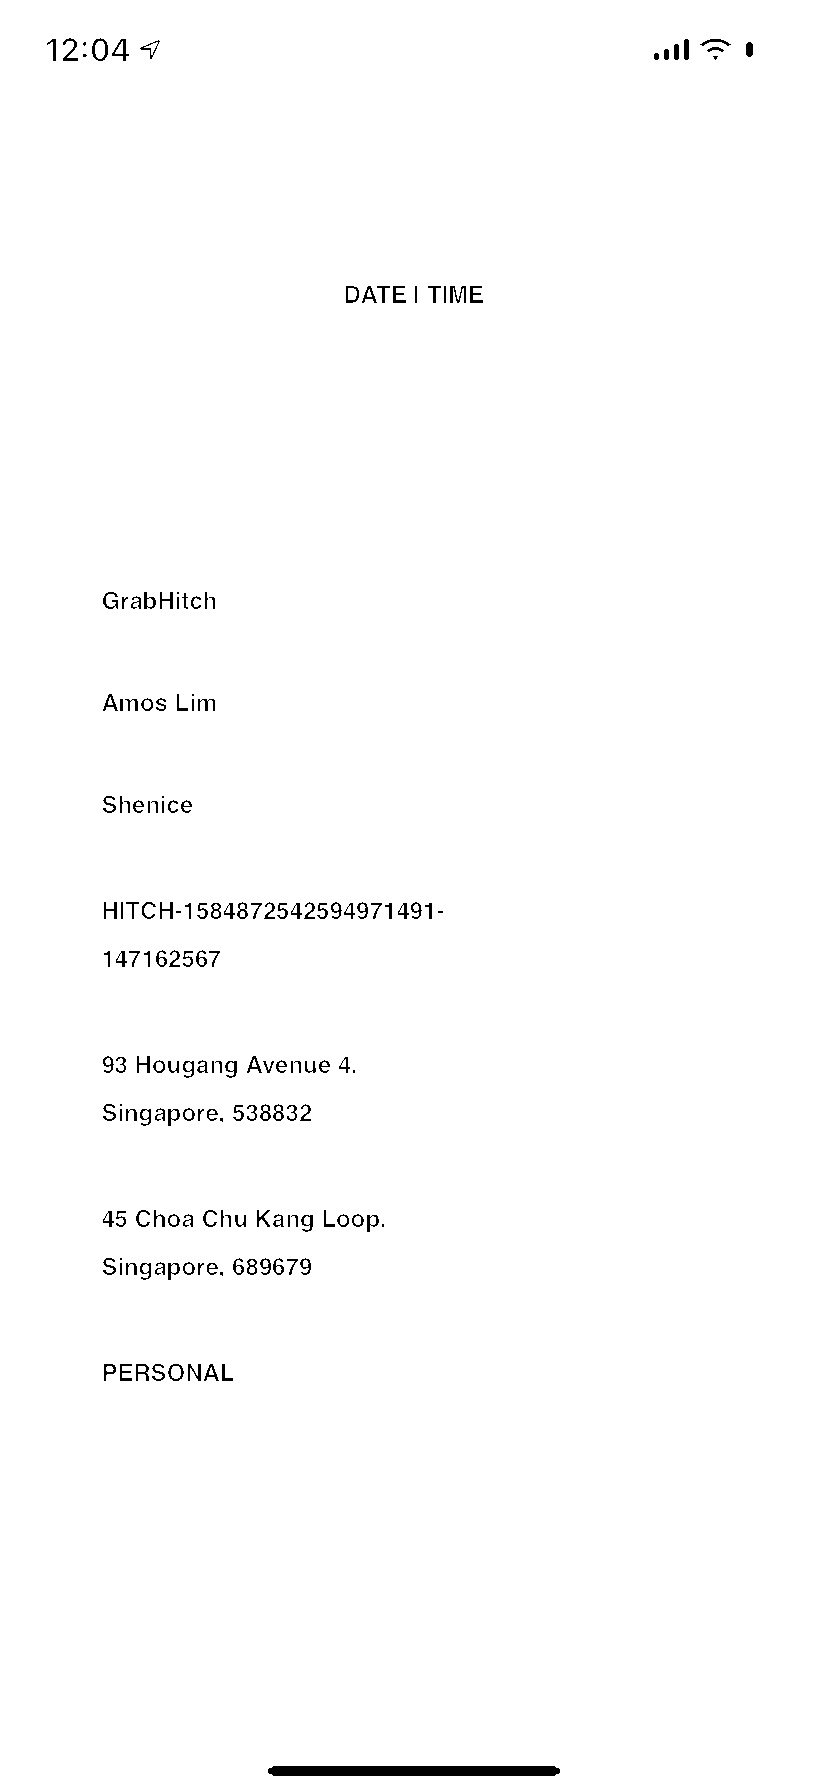 12:04
DATE | TIME
GrabHitch
Amos Lim
Shenice
HITCH-1584872542594971491-
147162567
93 Hougang Avenue 4.
Singapore, 538832
45 Choa Chu Kang Loop.
Singapore, 689679
PERSONAL